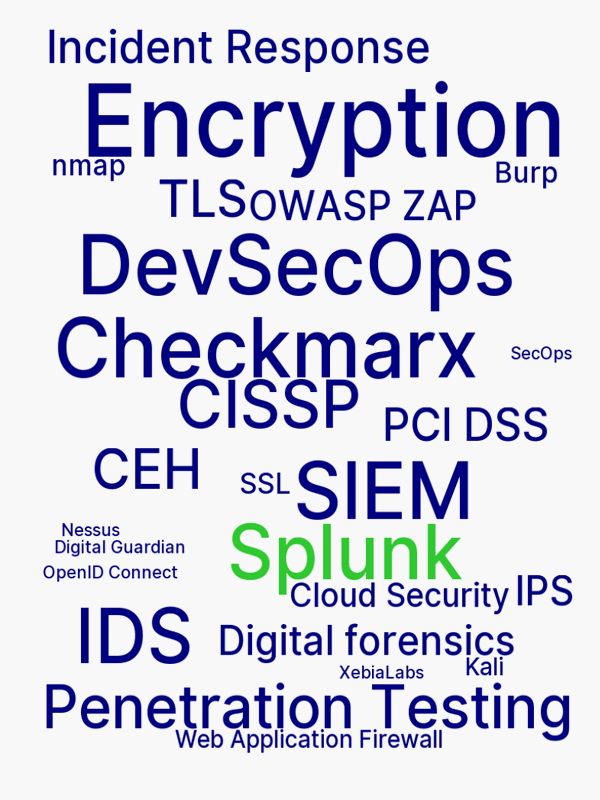 Incident Response
Encryption
nmap
Burp
TLS
OWASP ZAP
DevSecOps
Checkmarx
SecOps
CISSP
PCI DSS
CEH
SSL
SIEM
Nessus
Splunk
Digital Guardian
OpenID Connect
Cloud Security
IPS
IDS
Digital forensics
XebiaLabs
Kali
Penetration Testing
Web Application Firewall